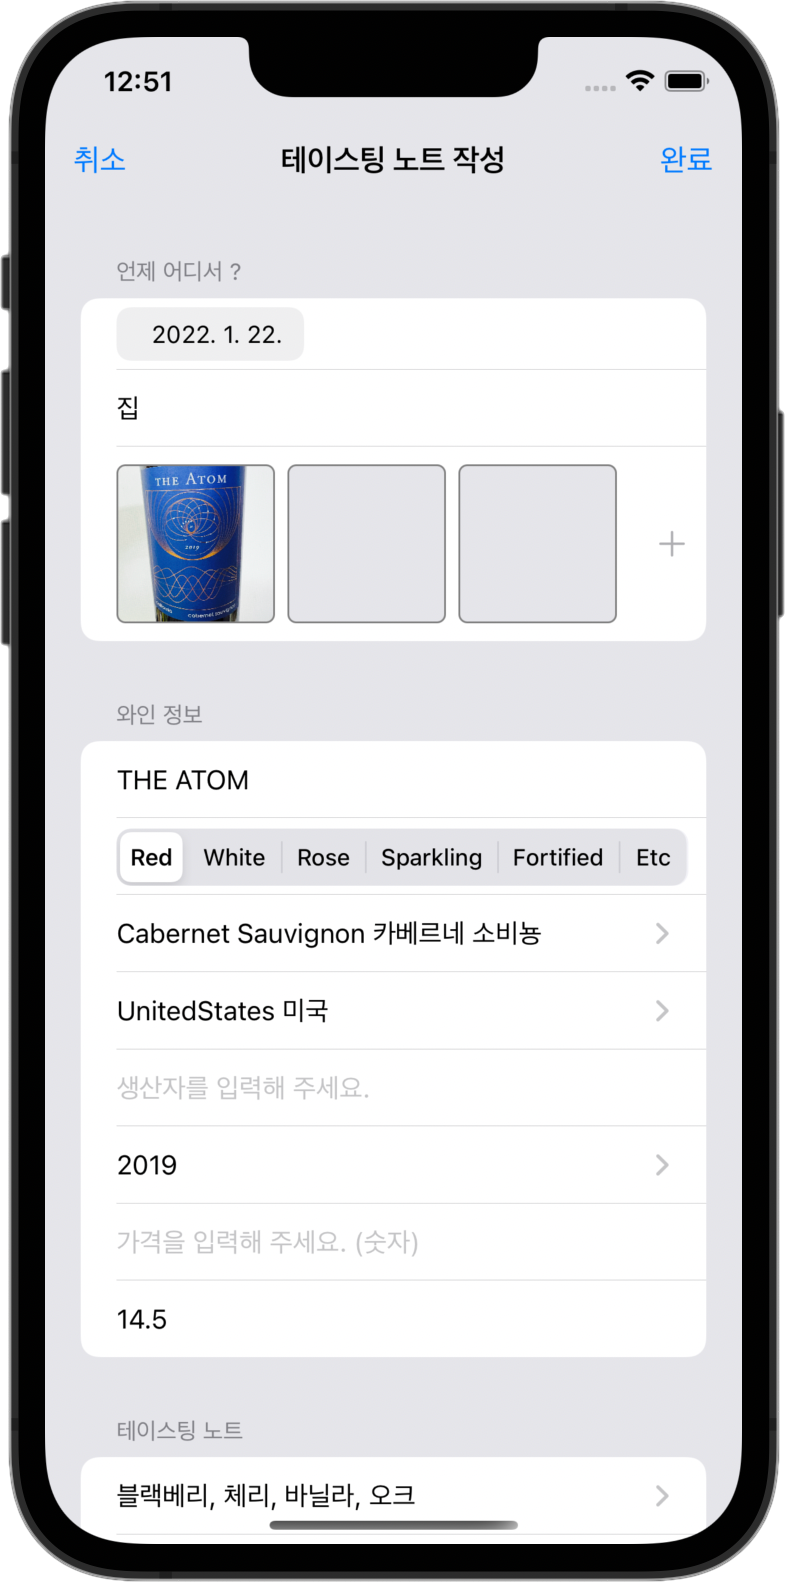 12:51
취소 테이스팅 노트 작성 완료
언제 어디서 ?
2022. 1. 22.
집
THE ATOM
2019
cabernet sauvignon
와인 정보
THE ATOM
Red White Rose Sparkling Fortified Etc
Cabernet Sauvignon 카베르네 소비뇽
UnitedStates 미국
생산자를 입력해 주세요.
2019
가격을 입력해 주세요. (숫자)
14.5
테이스팅 노트
블랙베리, 체리, 바닐라, 오크